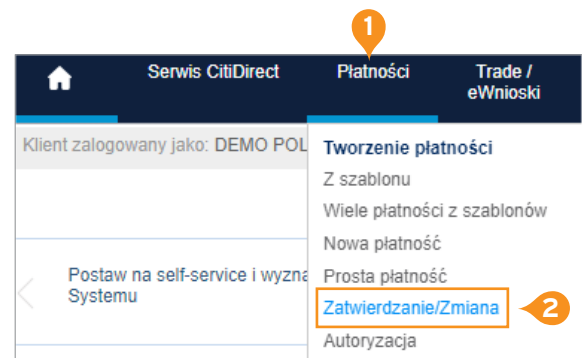 1
Serwis CitiDirect
Płatności
Trade /
eWnioski
Klient zalogowany jako: DEMO POL
Tworzenie płatności
Z szablonu
Wiele płatności z szablonów
Nowa płatność
Postaw na self-service i wyzna
Systemu
Prosta płatność
Zatwierdzanie/Zmiana
2
Autoryzacja